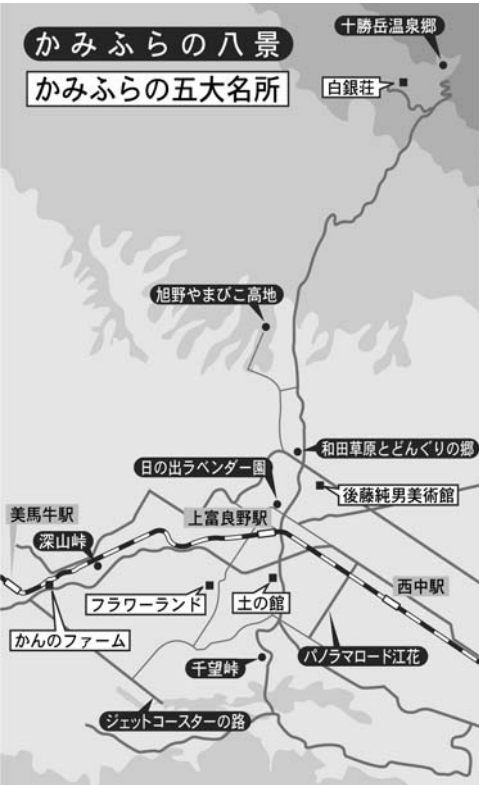 かみふらの八景
かみふらの五大名所
十勝岳温泉郷
白銀荘
旭野やまびこ高地
和田草原とどんぐりの郷
日の出ラベンダー園
後藤純男美術館
美馬牛駅
上富良野駅
深山峠
西中駅
フラワーランド
土の館
かんのファーム
千望峠
パノラマロード江花
ジェットコースターの路